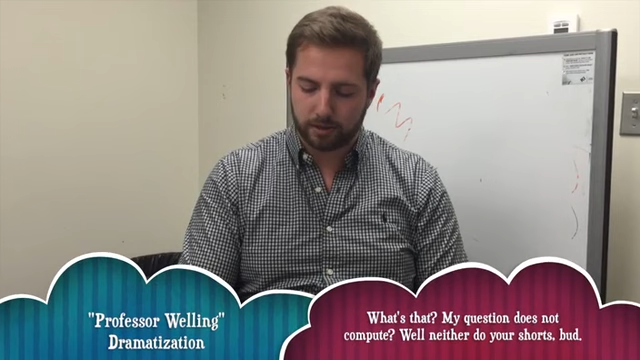 "Professor Welling"
Dramatization
What's that? My question does not
compute? Well neither do your shorts, bud.